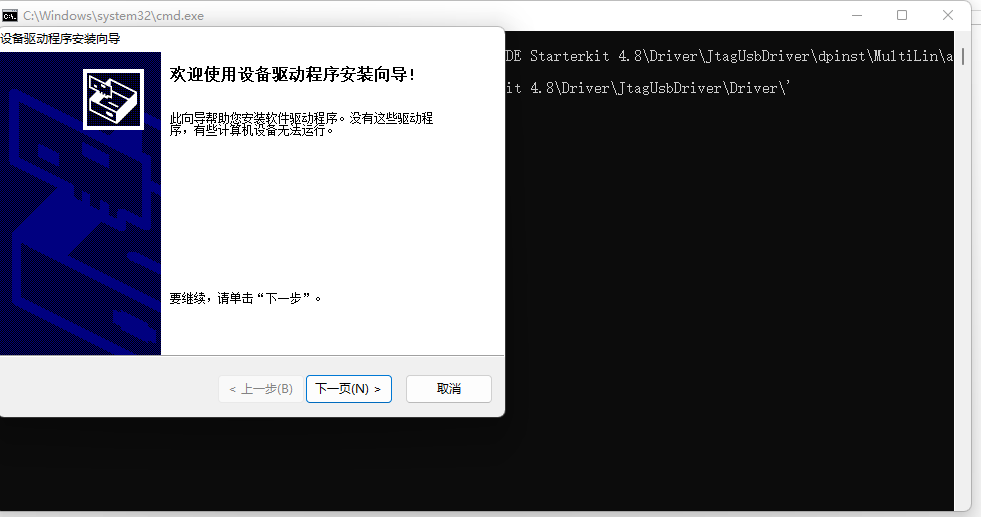 C:\Windows\system32\cmd.exe
设备驱动程序安装向导
DE Starterkit 4.8\Driver\JtagUsbDriver\dpinst\MultiLin\a
欢迎使用设备驱动程序安装向导!
it 4.8\Driver\JtagUsbDriver\Driver\'
此向导帮助您安装软件驱动程序。没有这些驱动程
序，有些计算机设备无法运行。
要继续，请单击“下一步”。
< 上一步(B)
下一页(N) >
取消